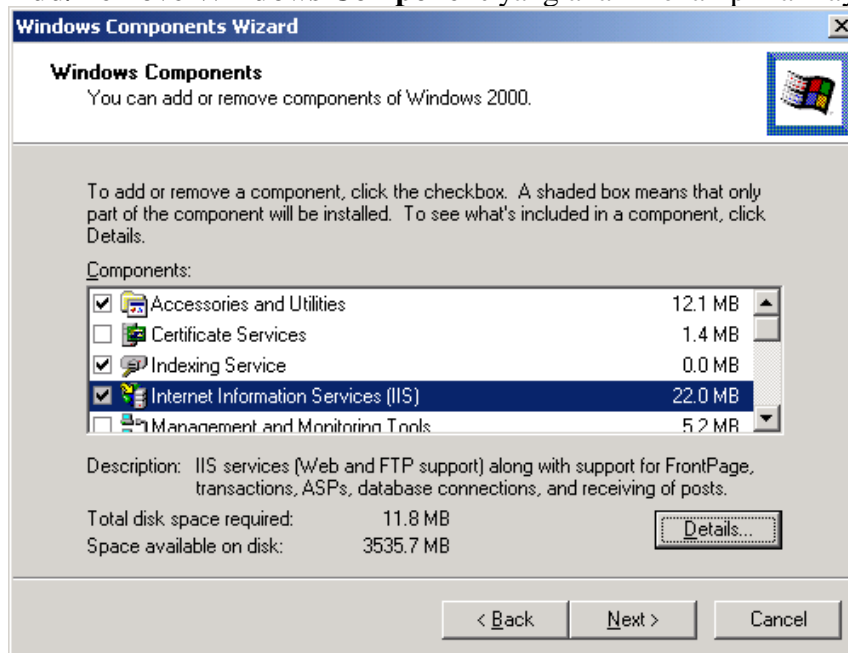 Windows Components Wizard
Windows Components
You can add or remove components of Windows 2000.
To add or remove a component, click the checkbox. A shaded box means that only
part of the component will be installed. To see what's included in a component, click
Details.
Components:
Accessories and Utilities 12.1 MB
Certificate Services 1.4 MB
Indexing Service 0.0 MB
Internet Information Services (IIS) 22.0 MB
Management and Monitoring Tools 5.2 MB
Description: IIS services (Web and FTP support) along with support for FrontPage,
transactions, ASPs, database connections, and receiving of posts.
Total disk space required: 11.8 MB
Space available on disk: 3535.7 MB
Details...
< Back Next > Cancel